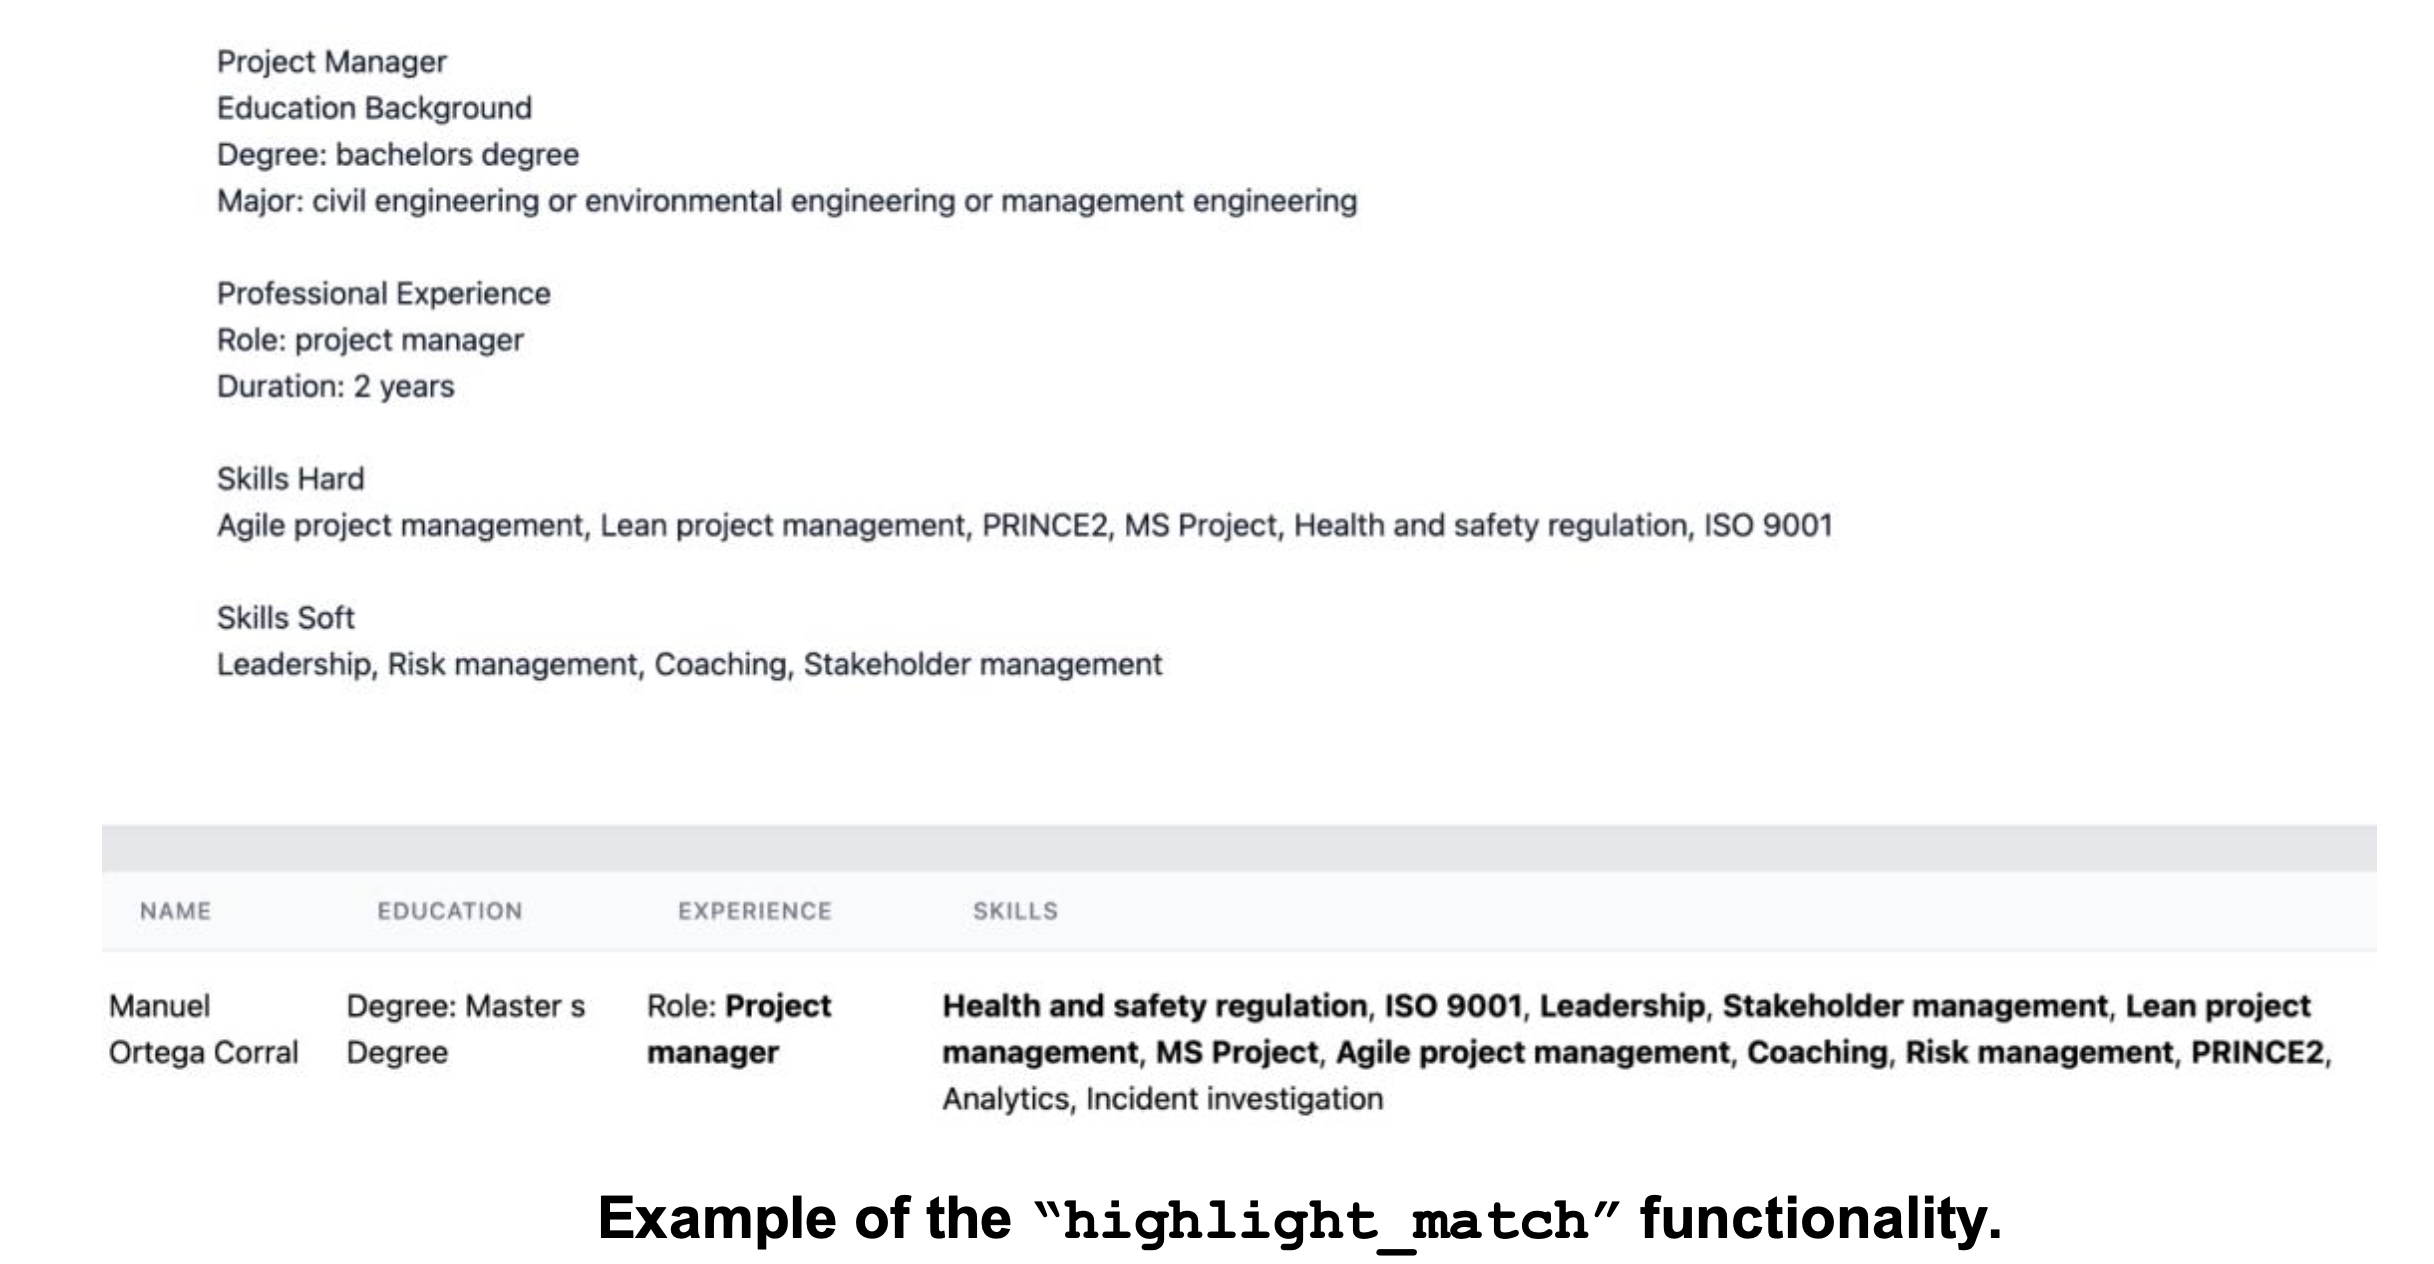 Project Manager
Education Background
Degree: bachelors degree
Major: civil engineering or environmental engineering or management engineering
Professional Experience
Role: project manager
Duration: 2 years
Skills Hard
Agile project management, Lean project management, PRINCE2, MS Project, Health and safety regulation, ISO 9001
Skills Soft
Leadership, Risk management, Coaching, Stakeholder management
NAME EDUCATION EXPERIENCE SKILLS
Manuel Degree: Master s Role: Project Health and safety regulation, ISO 9001, Leadership, Stakeholder management, Lean project
Ortega Corral Degree manager management, MS Project, Agile project management, Coaching, Risk management, PRINCE2,
Analytics, Incident investigation
Example of the “highlight_match” functionality.